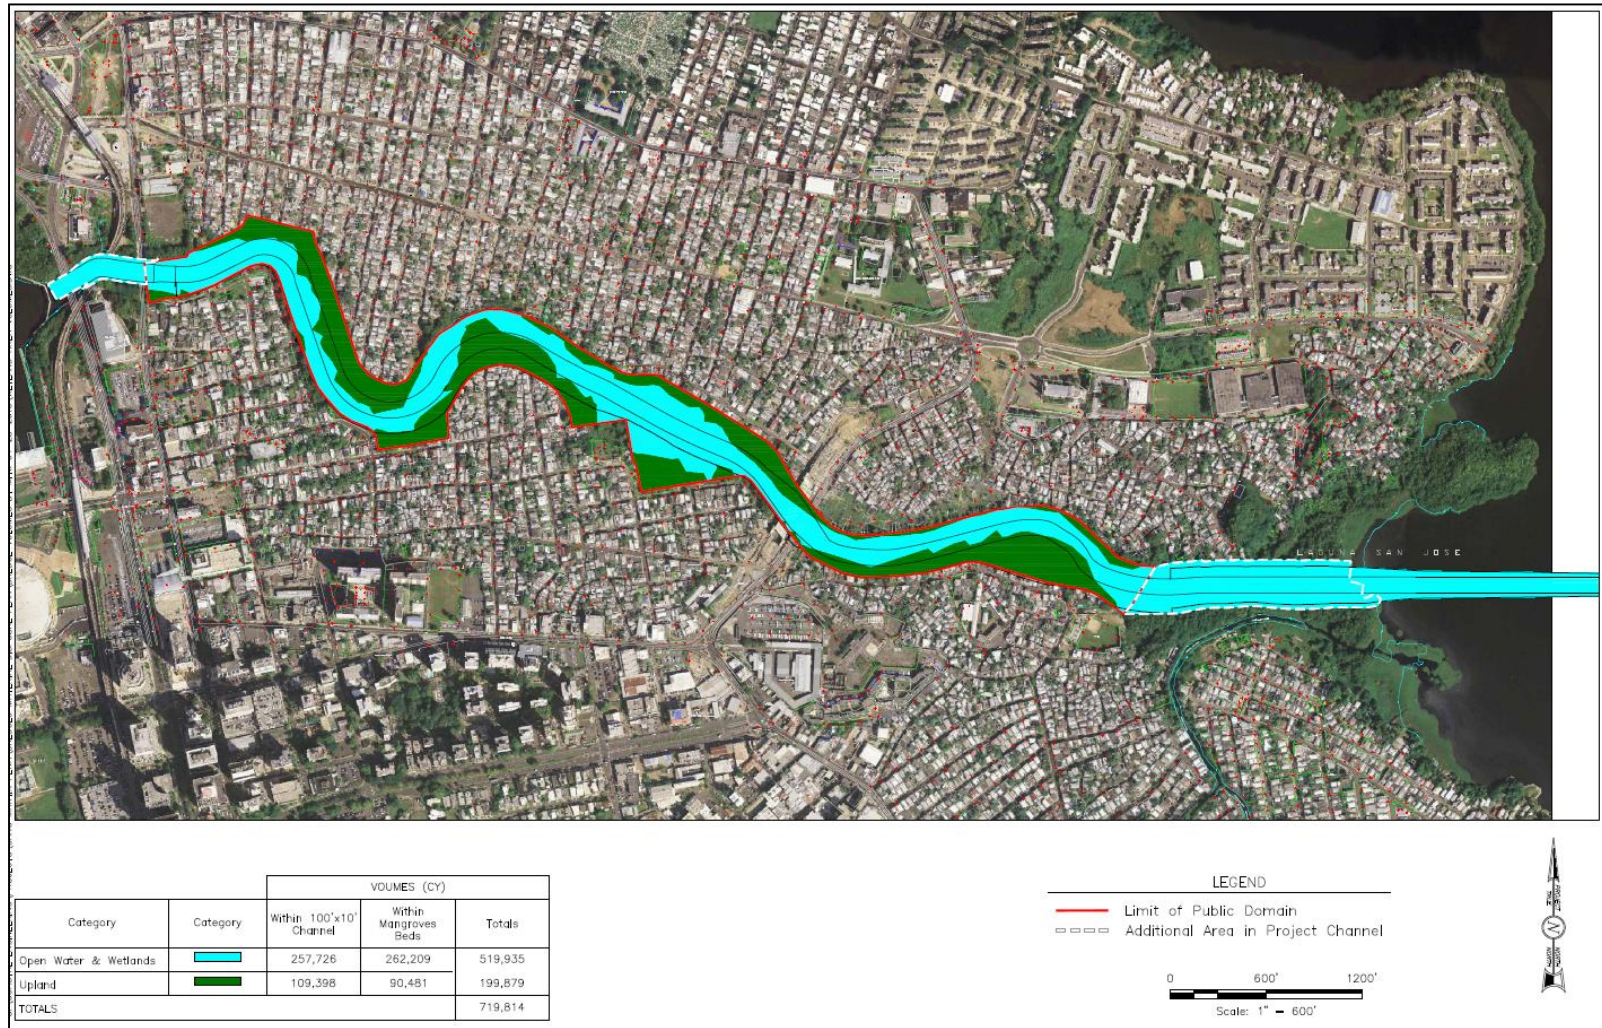 LAGUNA SAN JOSE
VOUMES (CY)
Category Category Within 100'x10' Channel Within Mangroves Beds Totals
Open Water & Wetlands 257,726 262,209 519,935
Upland 109,398 90,481 199,879
TOTALS 719,814
LEGEND
Limit of Public Domain
Additional Area in Project Channel
0 600' 1200'
Scale: 1" = 600'
N